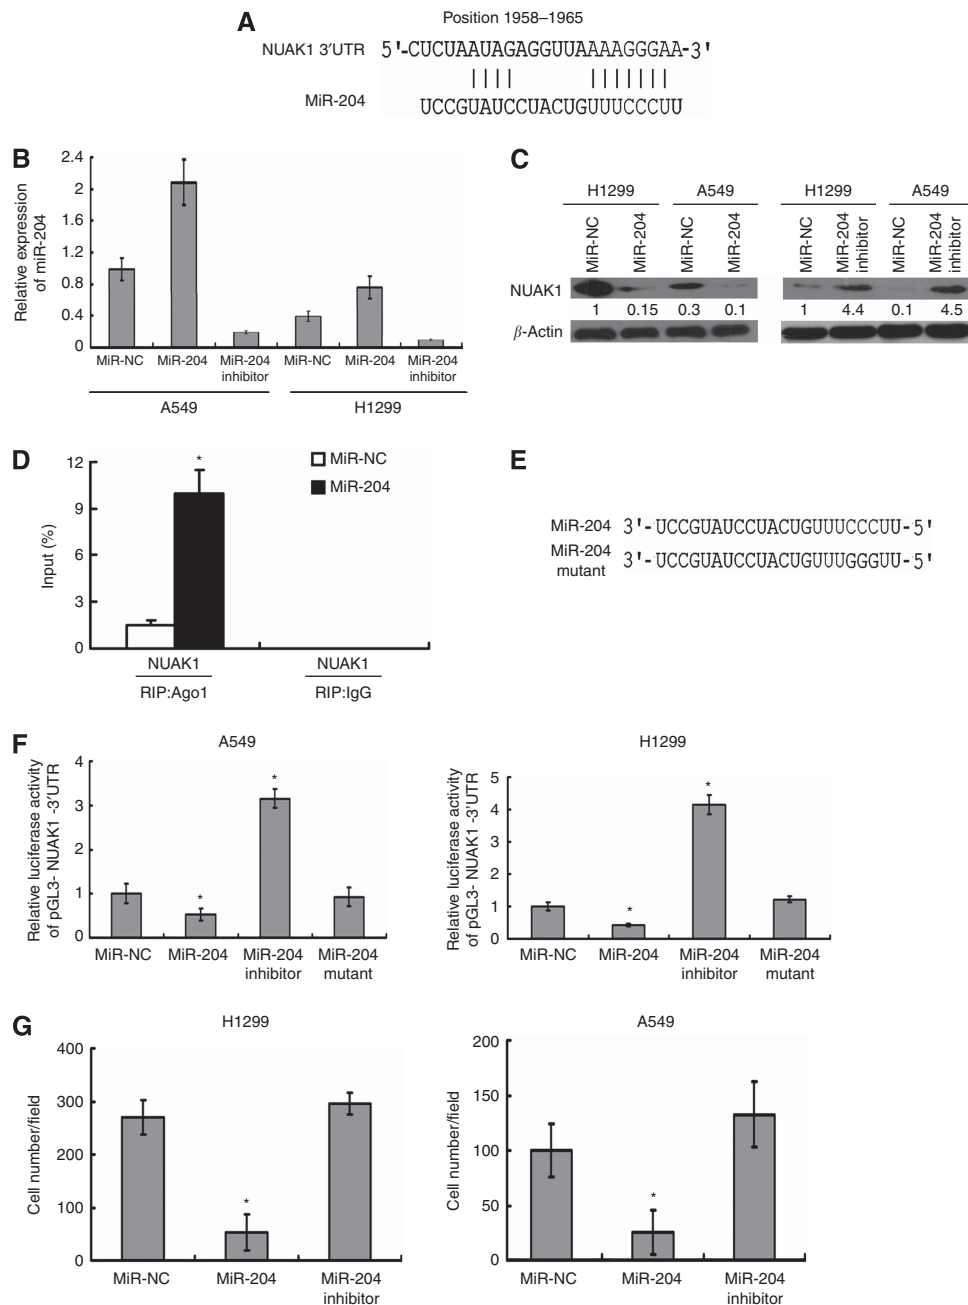 A
Position 1958–1965
NUAK1 3′UTR 5'-CUCUAAUAGAGGUUAAAAGGGAA-3'
MiR-204 UCCGUAUCCUACUGUUUCCCUU
B
Relative expression
of miR-204
2.4
2
1.6
1.2
0.8
0.4
0
MiR-NC MiR-204 MiR-204 inhibitor MiR-NC MiR-204 MiR-204 inhibitor
A549 H1299
C
H1299 A549 H1299 A549
MiR-NC MiR-204 MiR-NC MiR-204 MiR-NC MiR-204 inhibitor MiR-NC MiR-204 inhibitor
NUAK1
1 0.15 0.3 0.1 1 4.4 0.1 4.5
β-Actin
D
Input (%)
12
9
6
3
0
*
MiR-NC
MiR-204
NUAK1 NUAK1
RIP:Ago1 RIP:IgG
E
MiR-204 3'-UCCGUAUCCUACUGUUUCCCUU-5'
MiR-204
mutant 3'-UCCGUAUCCUACUGUUUGGGUU-5'
F
A549
Relative luciferase activity
of pGL3- NUAK1 -3′UTR
4
3
2
1
0
*
*
MiR-NC MiR-204 MiR-204 MiR-204
inhibitor mutant
H1299
Relative luciferase activity
of pGL3- NUAK1 -3′UTR
5
4
3
2
1
0
*
*
MiR-NC MiR-204 MiR-204 MiR-204
inhibitor mutant
G
H1299
Cell number/field
400
300
200
100
0
*
MiR-NC MiR-204 MiR-204
inhibitor
A549
Cell number/field
200
150
100
50
0
*
MiR-NC MiR-204 MiR-204
inhibitor